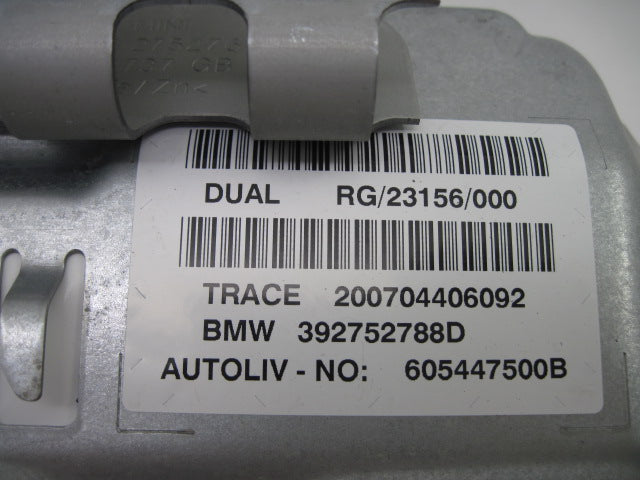 DUAL RG/23156/000
TRACE 200704406092
BMW 392752788D
AUTOLIV - NO: 605447500B